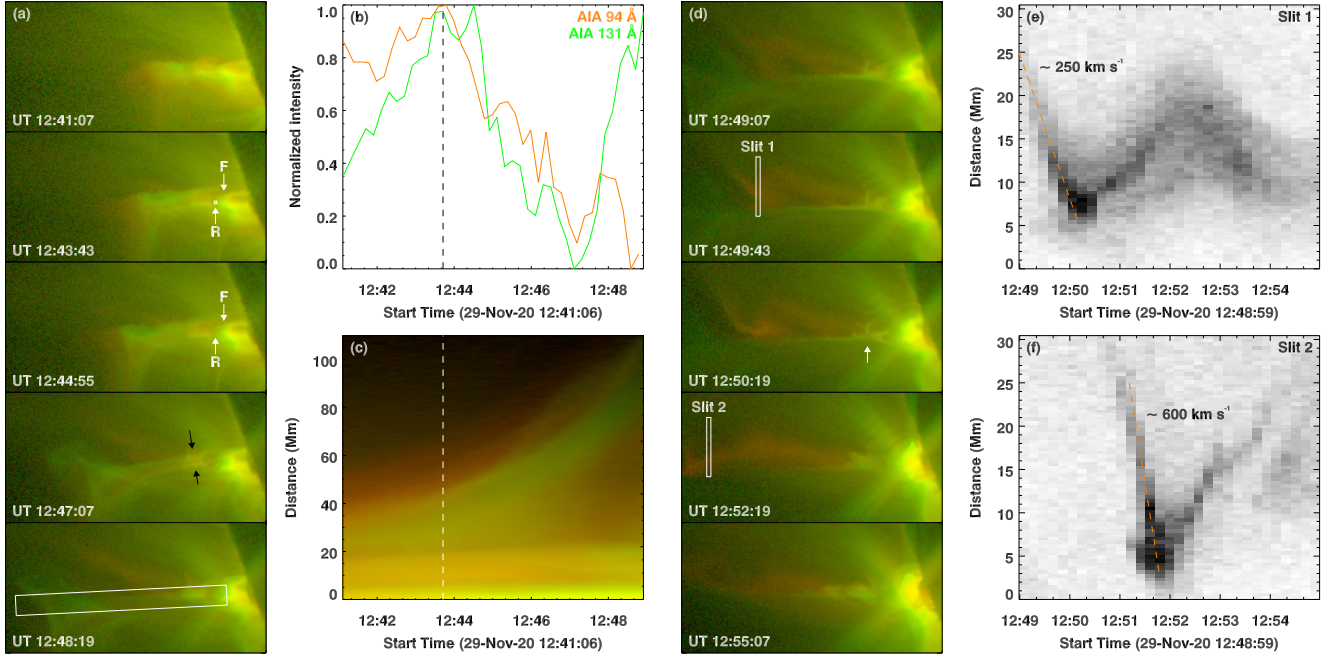 (a)
UT 12:41:07
F
R
UT 12:43:43
F
R
UT 12:44:55
UT 12:47:07
UT 12:48:19
(b)
AIA 94 Å
AIA 131 Å
Normalized intensity
1.0
0.8
0.6
0.4
0.2
0.0
12:42 12:44 12:46 12:48
Start Time (29-Nov-20 12:41:06)
(c)
Distance (Mm)
100
80
60
40
20
0
12:42 12:44 12:46 12:48
Start Time (29-Nov-20 12:41:06)
(d)
UT 12:49:07
Slit 1
UT 12:49:43
UT 12:50:19
Slit 2
UT 12:52:19
UT 12:55:07
(e)
Slit 1
~ 250 km s⁻¹
Distance (Mm)
30
25
20
15
10
5
0
12:49 12:50 12:51 12:52 12:53 12:54
Start Time (29-Nov-20 12:48:59)
(f)
Slit 2
~ 600 km s⁻¹
Distance (Mm)
30
25
20
15
10
5
0
12:49 12:50 12:51 12:52 12:53 12:54
Start Time (29-Nov-20 12:48:59)